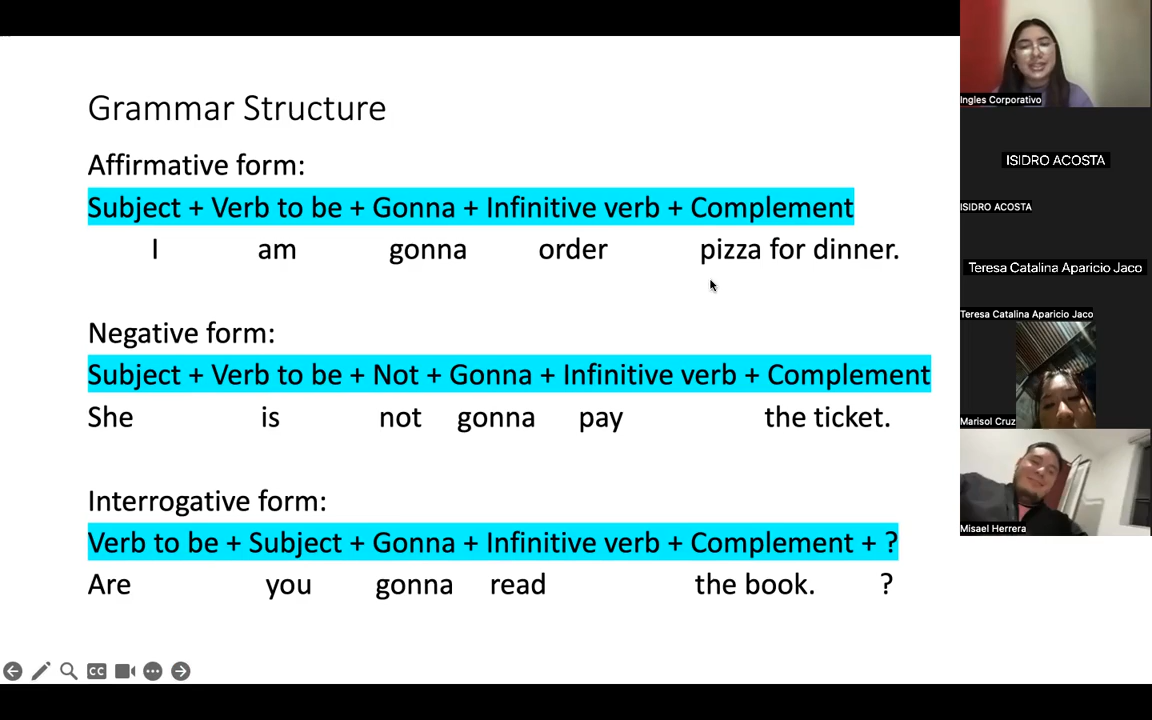 Grammar Structure
Affirmative form:
Subject + Verb to be + Gonna + Infinitive verb + Complement
I am gonna order pizza for dinner.
Negative form:
Subject + Verb to be + Not + Gonna + Infinitive verb + Complement
She is not gonna pay the ticket.
Interrogative form:
Verb to be + Subject + Gonna + Infinitive verb + Complement + ?
Are you gonna read the book. ?
CC
Ingles Corporativo
ISIDRO ACOSTA
ISIDRO ACOSTA
Teresa Catalina Aparicio Jaco
Teresa Catalina Aparicio Jaco
Marisol Cruz
Misael Herrera